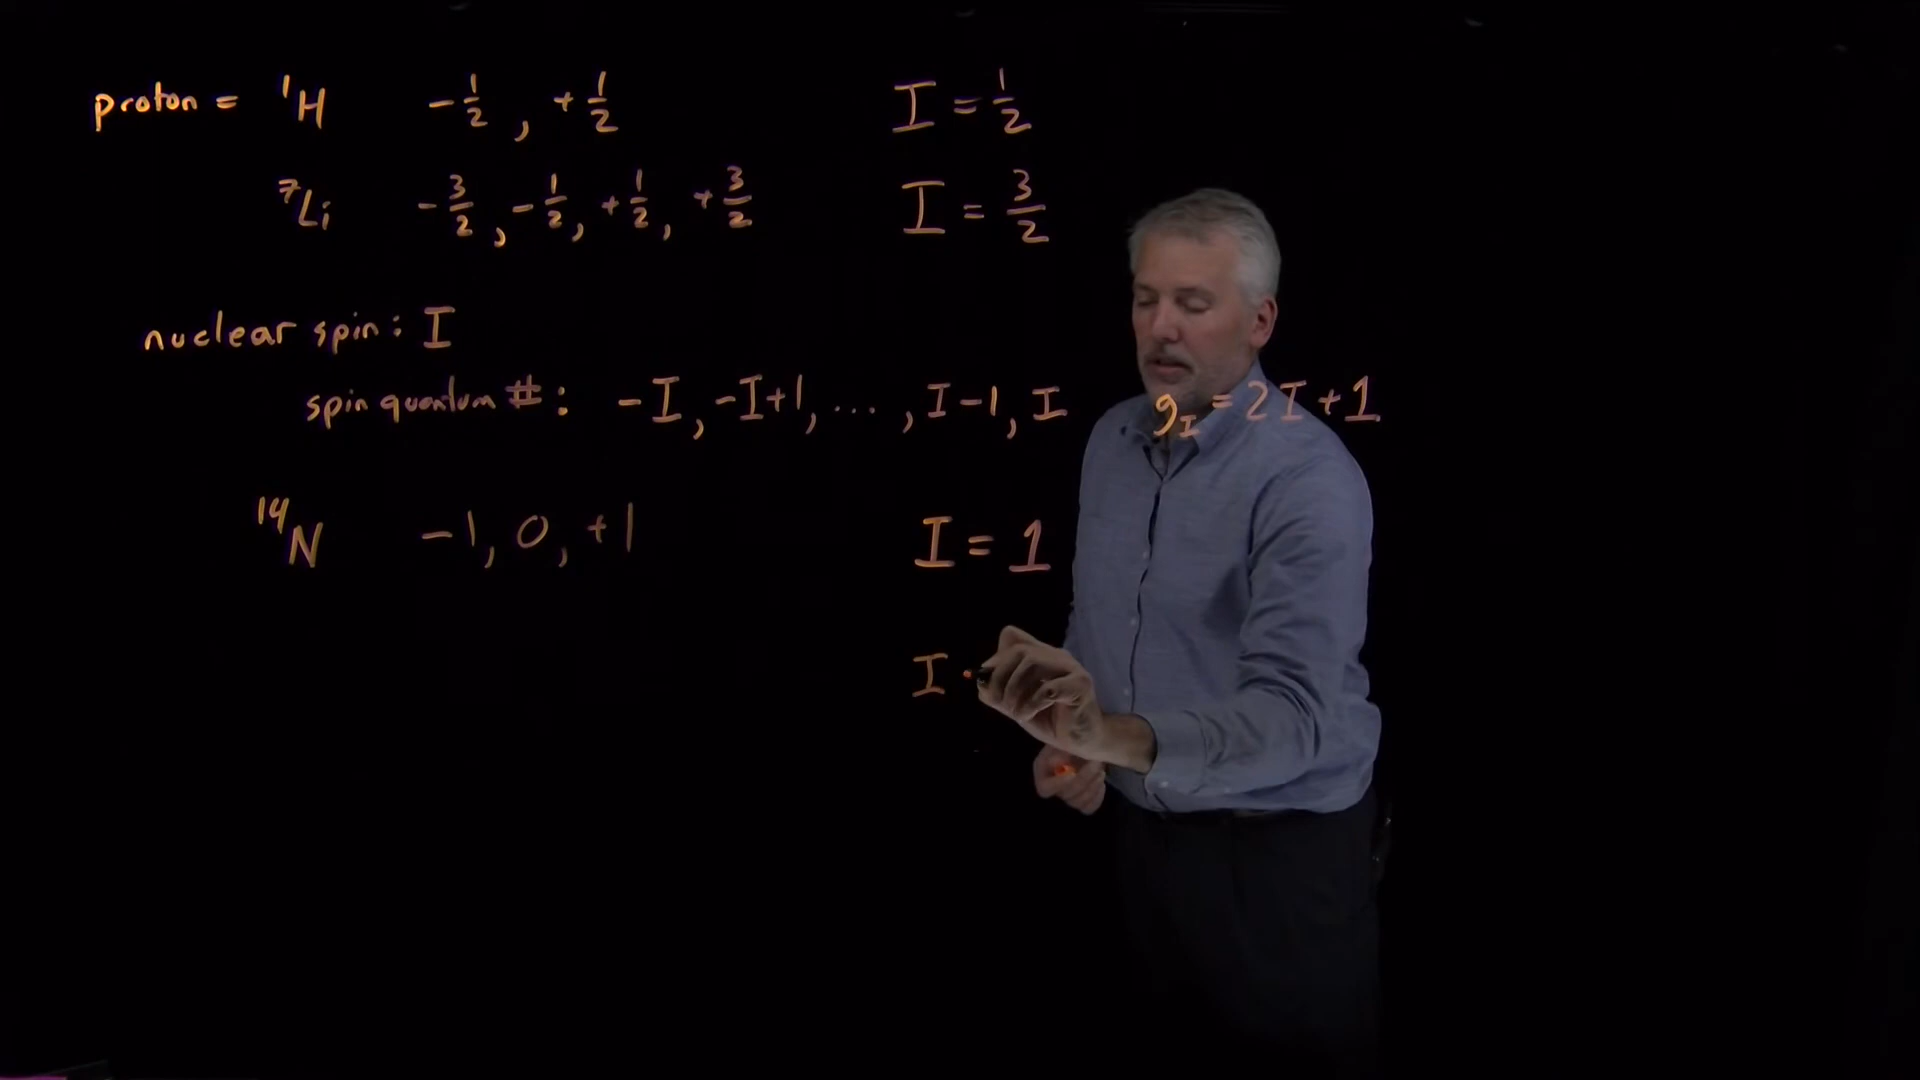 proton = ¹H -1/2, +1/2 I = 1/2
⁷Li -3/2, -1/2, +1/2, +3/2 I = 3/2
nuclear spin: I
spin quantum #: -I, -I+1, ... , I-1, I g_I = 2I+1
¹⁴N -1, 0, +1 I = 1
I